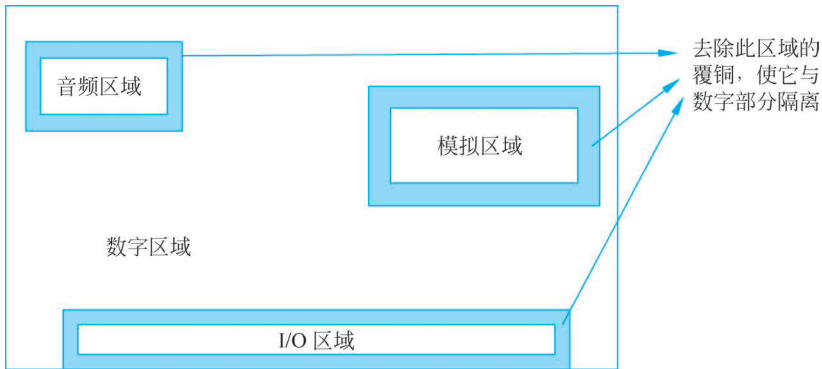 音频区域
去除此区域的
覆铜，使它与
数字部分隔离
模拟区域
数字区域
I/O 区域